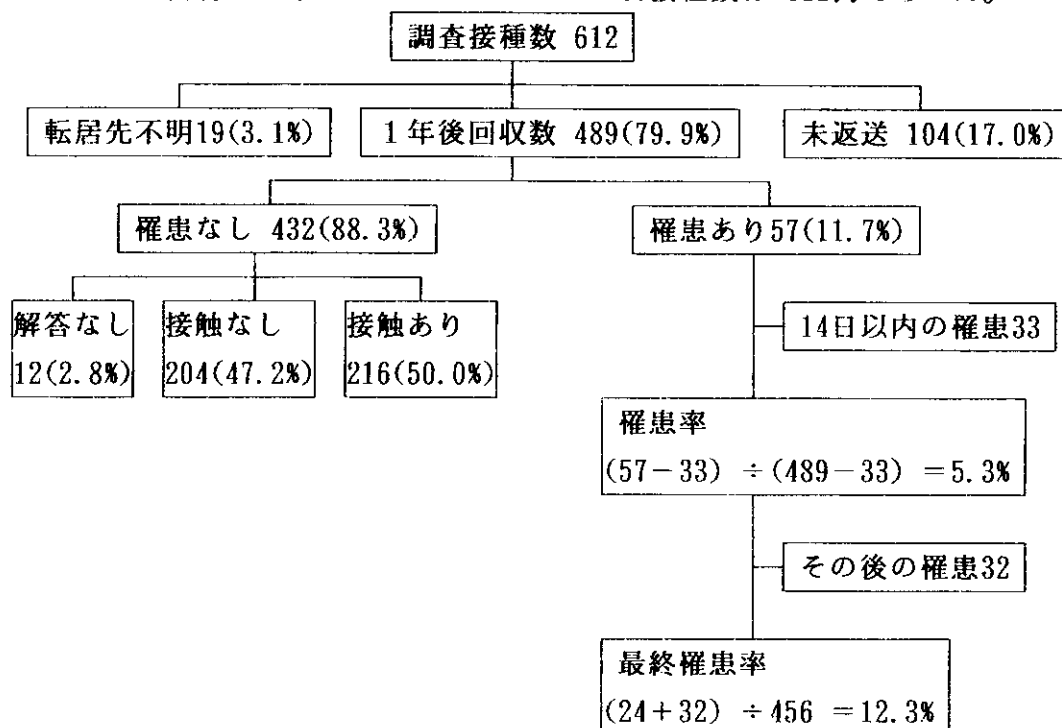 調査接種数 612
転居先不明19(3.1%)
1年後回収数 489(79.9%)
未返送 104(17.0%)
罹患なし 432(88.3%)
罹患あり57(11.7%)
解答なし
12(2.8%)
接触なし
204(47.2%)
接触あり
216(50.0%)
14日以内の罹患33
罹患率
(57-33) ÷(489-33) =5.3%
その後の罹患32
最終罹患率
(24+32) ÷456 =12.3%